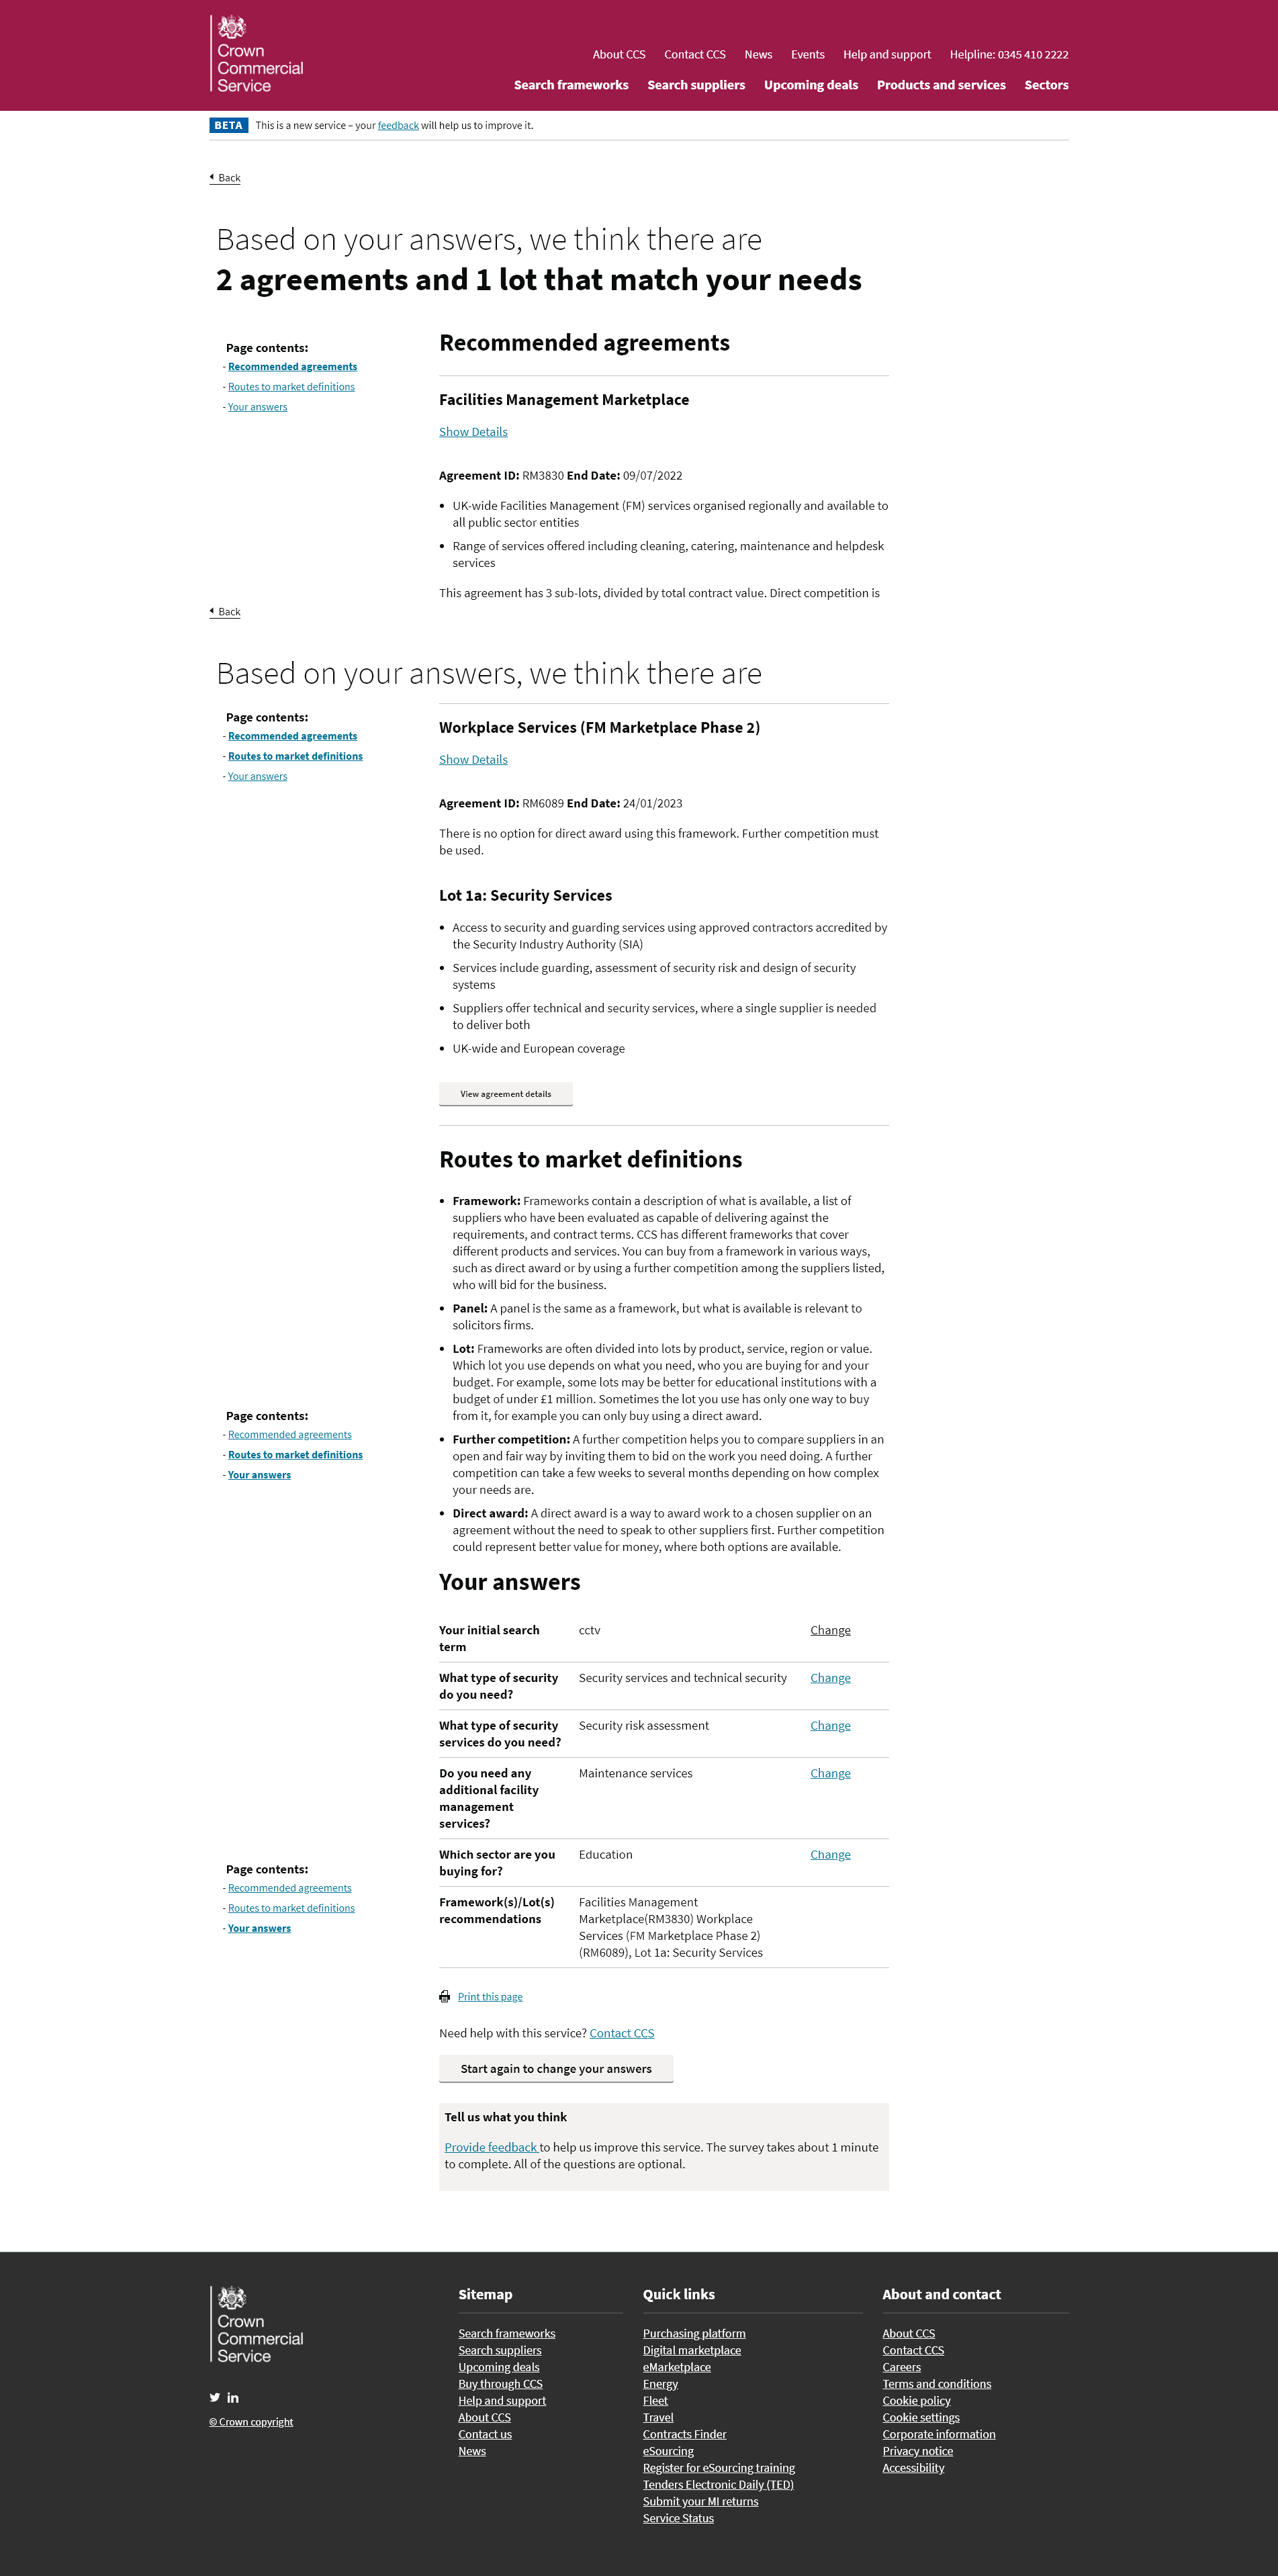 Crown
Commercial
Service
About CCS Contact CCS News Events Help and support Helpline: 0345 410 2222
Search frameworks Search suppliers Upcoming deals Products and services Sectors
BETA This is a new service – your feedback will help us to improve it.
Back
Based on your answers, we think there are
2 agreements and 1 lot that match your needs
Page contents:
- Recommended agreements
- Routes to market definitions
- Your answers
Recommended agreements
Facilities Management Marketplace
Show Details
Agreement ID: RM3830 End Date: 09/07/2022
• UK-wide Facilities Management (FM) services organised regionally and available to
all public sector entities
• Range of services offered including cleaning, catering, maintenance and helpdesk
services
This agreement has 3 sub-lots, divided by total contract value. Direct competition is
Back
Based on your answers, we think there are
Page contents:
- Recommended agreements
- Routes to market definitions
- Your answers
Workplace Services (FM Marketplace Phase 2)
Show Details
Agreement ID: RM6089 End Date: 24/01/2023
There is no option for direct award using this framework. Further competition must
be used.
Lot 1a: Security Services
• Access to security and guarding services using approved contractors accredited by
the Security Industry Authority (SIA)
• Services include guarding, assessment of security risk and design of security
systems
• Suppliers offer technical and security services, where a single supplier is needed
to deliver both
• UK-wide and European coverage
View agreement details
Routes to market definitions
• Framework: Frameworks contain a description of what is available, a list of
suppliers who have been evaluated as capable of delivering against the
requirements, and contract terms. CCS has different frameworks that cover
different products and services. You can buy from a framework in various ways,
such as direct award or by using a further competition among the suppliers listed,
who will bid for the business.
• Panel: A panel is the same as a framework, but what is available is relevant to
solicitors firms.
• Lot: Frameworks are often divided into lots by product, service, region or value.
Which lot you use depends on what you need, who you are buying for and your
budget. For example, some lots may be better for educational institutions with a
budget of under £1 million. Sometimes the lot you use has only one way to buy
from it, for example you can only buy using a direct award.
• Further competition: A further competition helps you to compare suppliers in an
open and fair way by inviting them to bid on the work you need doing. A further
competition can take a few weeks to several months depending on how complex
your needs are.
• Direct award: A direct award is a way to award work to a chosen supplier on an
agreement without the need to speak to other suppliers first. Further competition
could represent better value for money, where both options are available.
Page contents:
- Recommended agreements
- Routes to market definitions
- Your answers
Your answers
Your initial search cctv Change
term
What type of security Security services and technical security Change
do you need?
What type of security Security risk assessment Change
services do you need?
Do you need any Maintenance services Change
additional facility
management
services?
Which sector are you Education Change
buying for?
Framework(s)/Lot(s) Facilities Management
recommendations Marketplace(RM3830) Workplace
Services (FM Marketplace Phase 2)
(RM6089), Lot 1a: Security Services
Page contents:
- Recommended agreements
- Routes to market definitions
- Your answers
Print this page
Need help with this service? Contact CCS
Start again to change your answers
Tell us what you think
Provide feedback to help us improve this service. The survey takes about 1 minute
to complete. All of the questions are optional.
Crown
Commercial
Service
© Crown copyright
Sitemap
Search frameworks
Search suppliers
Upcoming deals
Buy through CCS
Help and support
About CCS
Contact us
News
Quick links
Purchasing platform
Digital marketplace
eMarketplace
Energy
Fleet
Travel
Contracts Finder
eSourcing
Register for eSourcing training
Tenders Electronic Daily (TED)
Submit your MI returns
Service Status
About and contact
About CCS
Contact CCS
Careers
Terms and conditions
Cookie policy
Cookie settings
Corporate information
Privacy notice
Accessibility